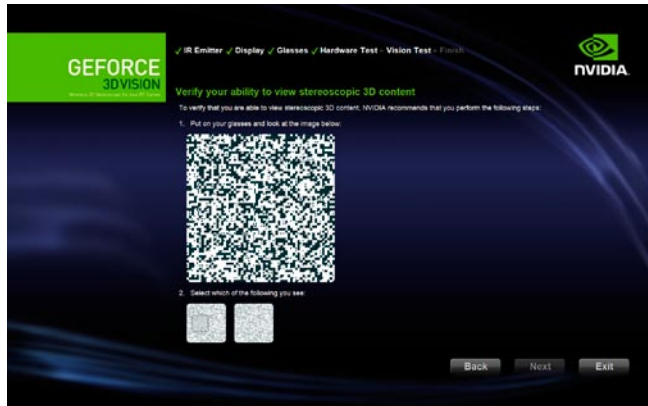 ✓ IR Emitter ✓ Display ✓ Glasses ✓ Hardware Test - Vision Test - Finish
GEFORCE
3D VISION
NVIDIA
Verify your ability to view stereoscopic 3D content
To verify that you are able to view stereoscopic 3D content, NVIDIA recommends that you perform the following steps:
1. Put on your glasses and look at the image below:
2. Select which of the following you see:
Back Next Exit